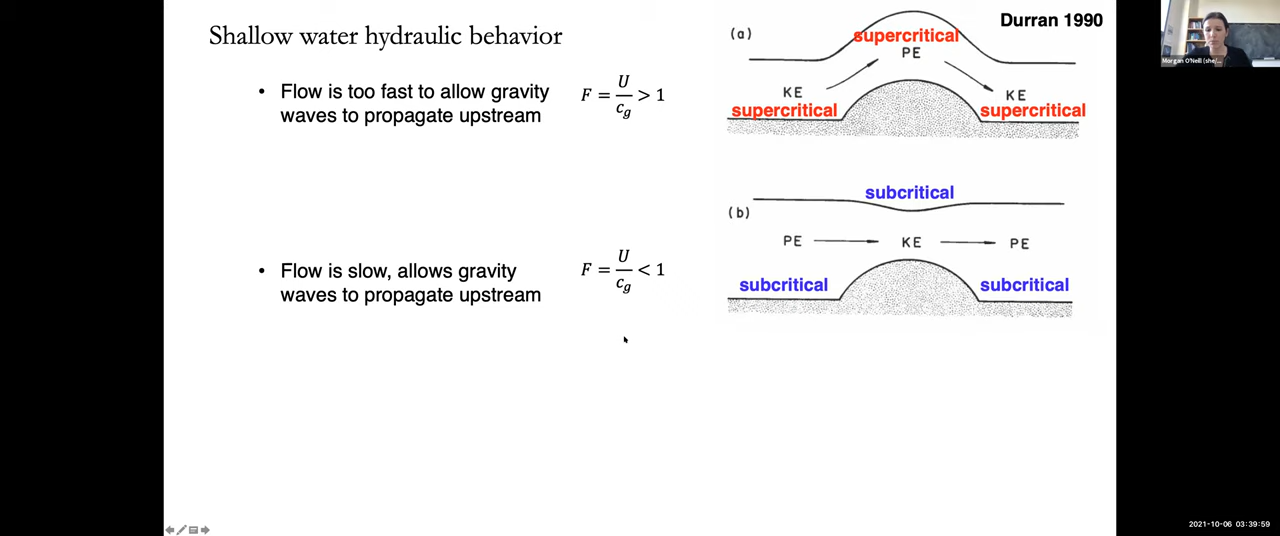 Shallow water hydraulic behavior
• Flow is too fast to allow gravity
waves to propagate upstream
F = U/c_g > 1
• Flow is slow, allows gravity
waves to propagate upstream
F = U/c_g < 1
Durran 1990
(a)
supercritical
PE
KE
KE
supercritical
supercritical
subcritical
(b)
PE
KE
PE
subcritical
subcritical
Morgan O'Neill (she/...
2021-10-06 03:39:59